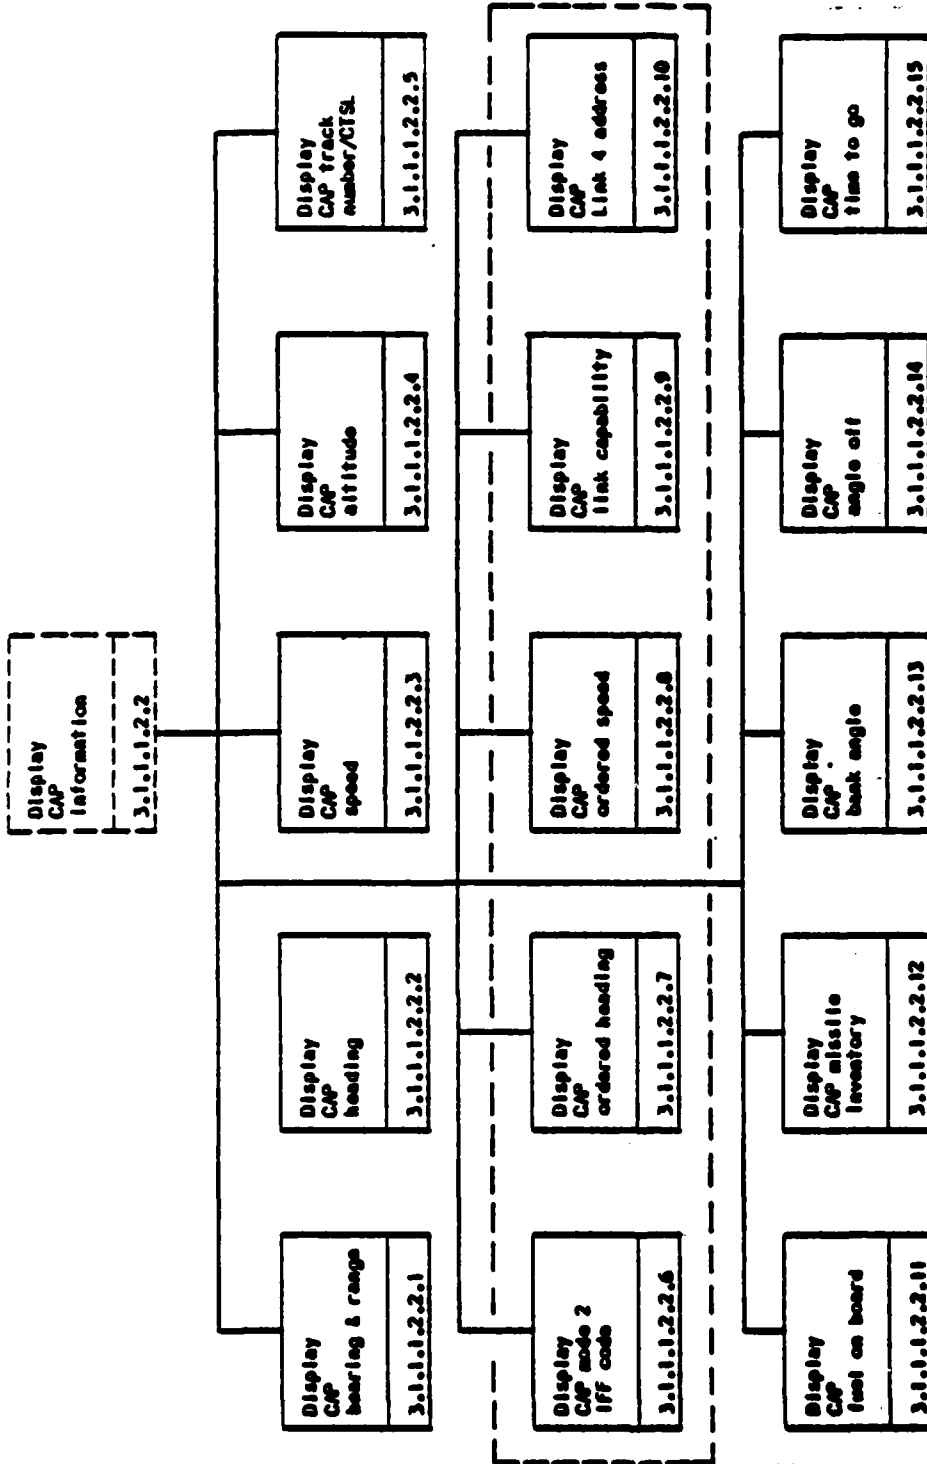 Display
CAP
information
3.1.1.1.2.2
Display
CAP
bearing & range
3.1.1.1.2.2.1
Display
CAP
heading
3.1.1.1.2.2.2
Display
CAP
speed
3.1.1.1.2.2.3
Display
CAP
altitude
3.1.1.1.2.2.4
Display
CAP track
number/CTSL
3.1.1.1.2.2.5
Display
CAP mode 2
IFF code
3.1.1.1.2.2.6
Display
CAP
ordered heading
3.1.1.1.2.2.7
Display
CAP
ordered speed
3.1.1.1.2.2.8
Display
CAP
link capability
3.1.1.1.2.2.9
Display
CAP
Link 4 address
3.1.1.1.2.2.10
Display
CAP
fuel on board
3.1.1.1.2.2.11
Display
CAP missile
inventory
3.1.1.1.2.2.12
Display
CAP
bank angle
3.1.1.1.2.2.13
Display
CAP
angle off
3.1.1.1.2.2.14
Display
CAP
time to go
3.1.1.1.2.2.15